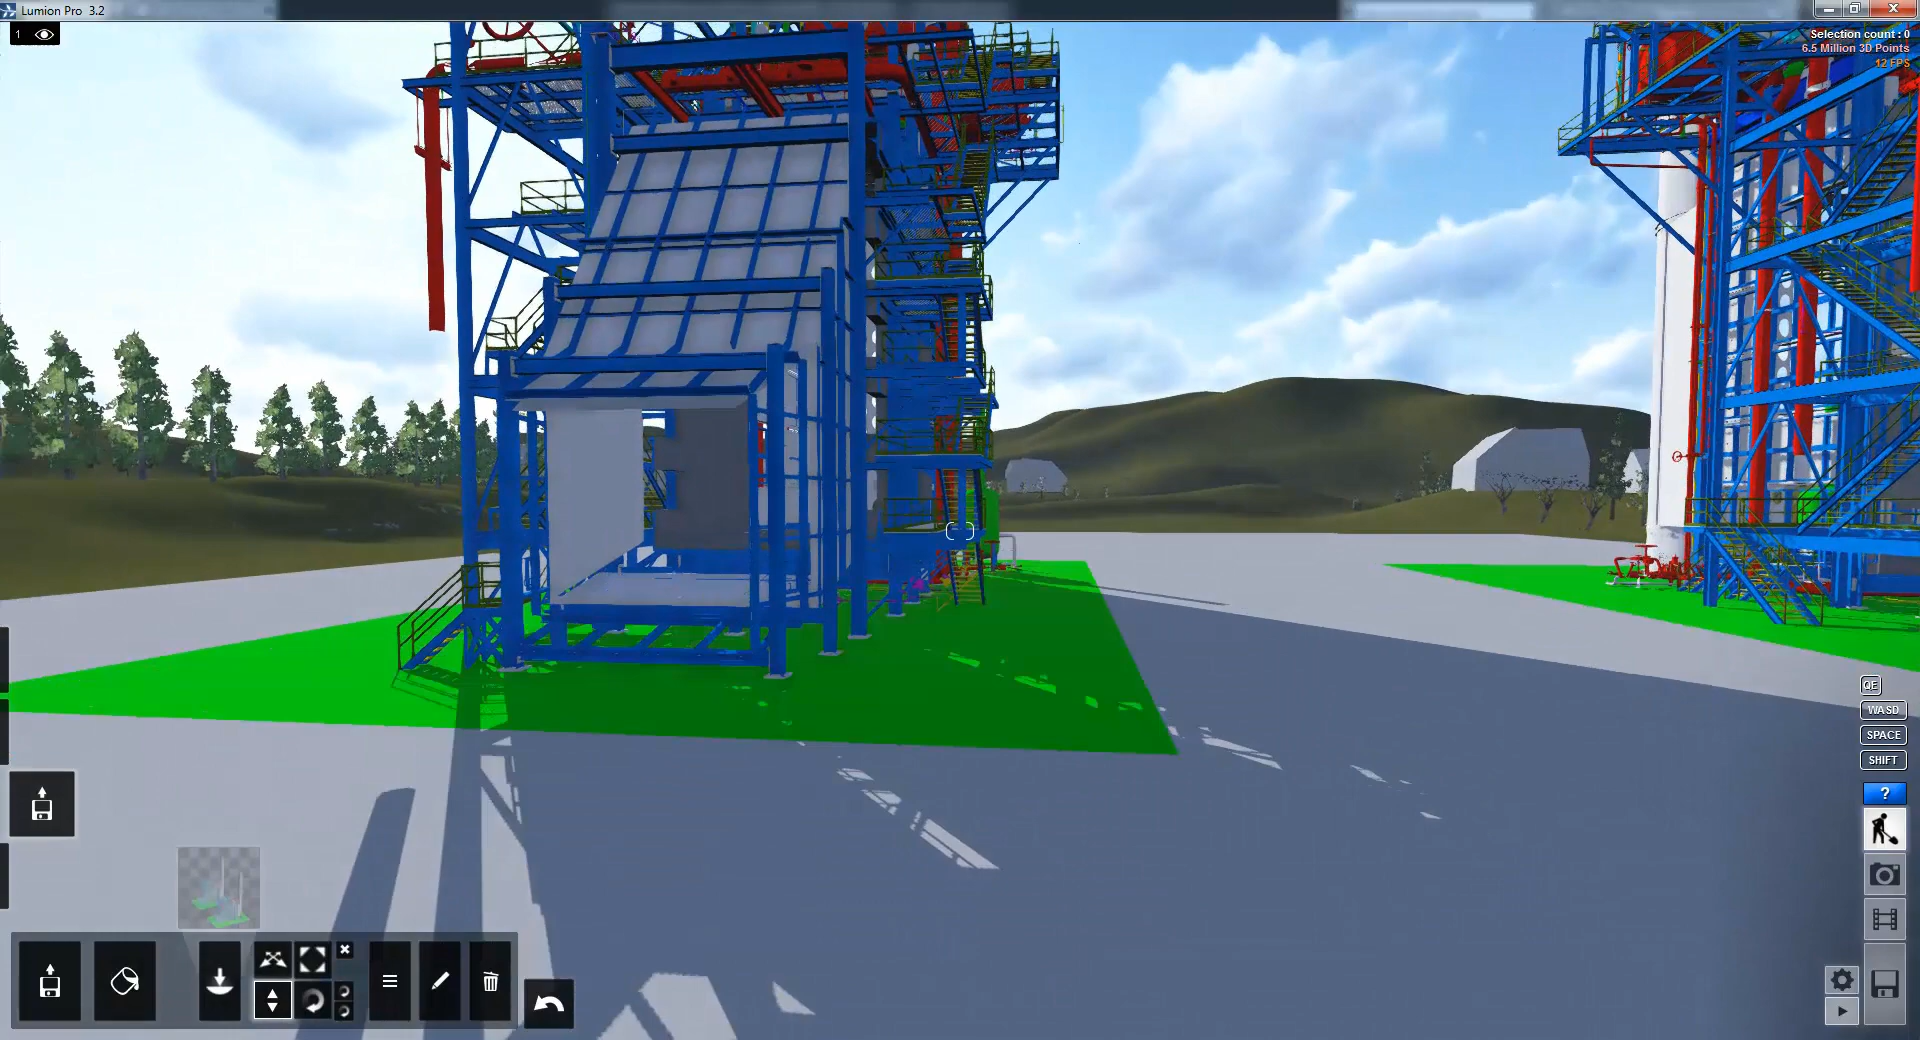 Lumion Pro 3.2
1
Selection count : 0
6.5 Million 3D Points
12 FPS
QE
WASD
SPACE
SHIFT
?